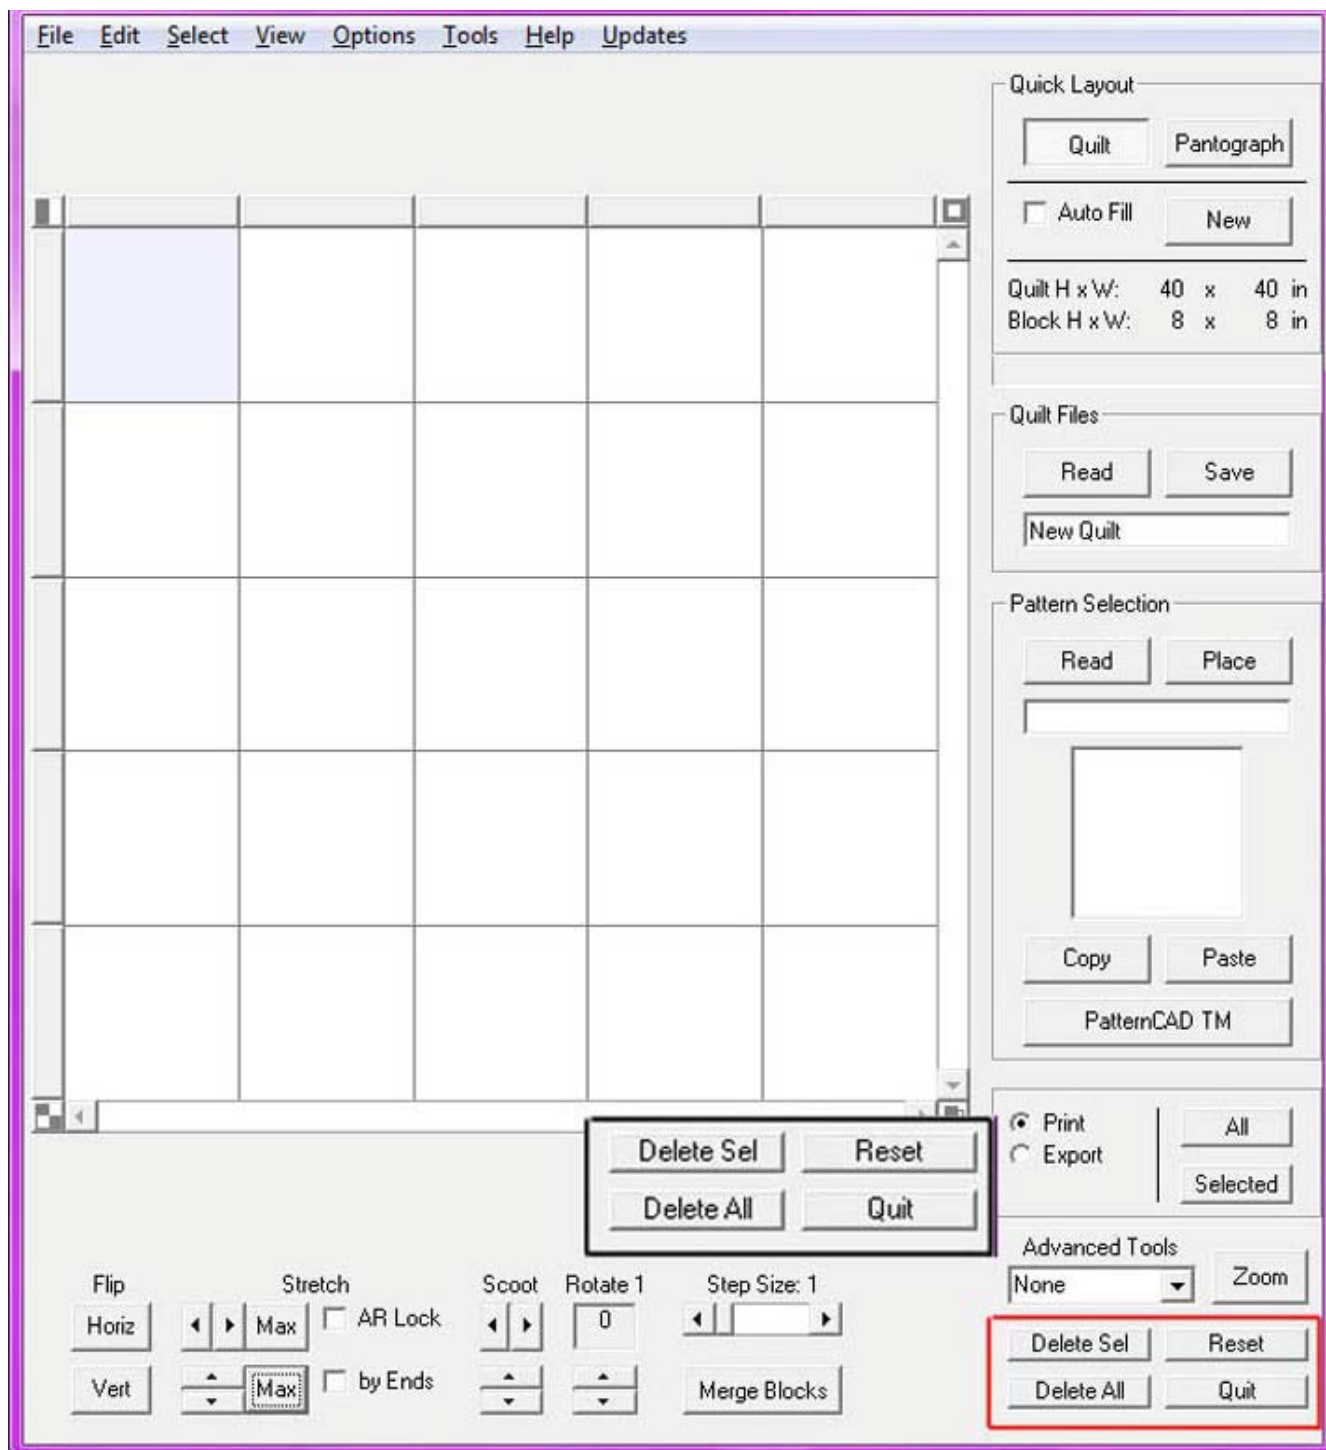 File Edit Select View Options Tools Help Updates
Quick Layout
Quilt Pantograph
Auto Fill New
Quilt H x W: 40 x 40 in
Block H x W: 8 x 8 in
Quilt Files
Read Save
New Quilt
Pattern Selection
Read Place
Copy Paste
PatternCAD TM
Print All
Export
Selected
Delete Sel Reset
Delete All Quit
Advanced Tools
None Zoom
Flip Stretch Scoot Rotate 1 Step Size: 1
Horiz Max AR Lock 0
Vert Max by Ends Merge Blocks
Delete Sel Reset
Delete All Quit